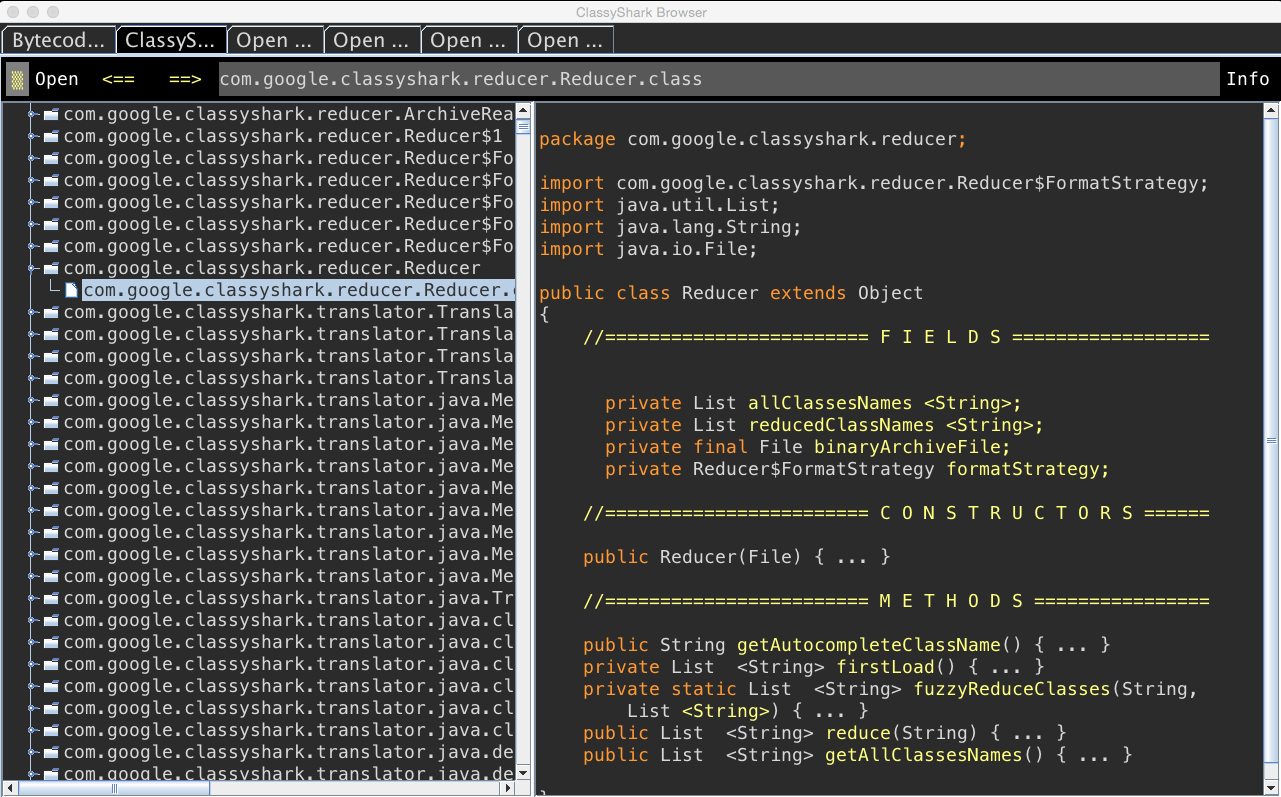 ClassyShark Browser
Bytecod... ClassyS... Open ... Open ... Open ... Open ...
Open <== ==> com.google.classyshark.reducer.Reducer.class Info
com.google.classyshark.reducer.ArchiveRea
com.google.classyshark.reducer.Reducer$1
com.google.classyshark.reducer.Reducer$Fo
com.google.classyshark.reducer.Reducer$Fo
com.google.classyshark.reducer.Reducer$Fo
com.google.classyshark.reducer.Reducer$Fo
com.google.classyshark.reducer.Reducer$Fo
com.google.classyshark.reducer.Reducer
com.google.classyshark.reducer.Reducer.c
com.google.classyshark.translator.Transla
com.google.classyshark.translator.Transla
com.google.classyshark.translator.Transla
com.google.classyshark.translator.Transla
com.google.classyshark.translator.java.Me
com.google.classyshark.translator.java.Me
com.google.classyshark.translator.java.Me
com.google.classyshark.translator.java.Me
com.google.classyshark.translator.java.Me
com.google.classyshark.translator.java.Me
com.google.classyshark.translator.java.Me
com.google.classyshark.translator.java.Me
com.google.classyshark.translator.java.Me
com.google.classyshark.translator.java.Tr
com.google.classyshark.translator.java.cl
com.google.classyshark.translator.java.cl
com.google.classyshark.translator.java.cl
com.google.classyshark.translator.java.cl
com.google.classyshark.translator.java.cl
com.google.classyshark.translator.java.cl
com.google.classyshark.translator.java.de
com.google.classyshark.translator.java.de
package com.google.classyshark.reducer;
import com.google.classyshark.reducer.Reducer$FormatStrategy;
import java.util.List;
import java.lang.String;
import java.io.File;
public class Reducer extends Object
{
//======================== F I E L D S ==================
private List allClassesNames <String>;
private List reducedClassNames <String>;
private final File binaryArchiveFile;
private Reducer$FormatStrategy formatStrategy;
//======================== C O N S T R U C T O R S ======
public Reducer(File) { ... }
//======================== M E T H O D S ================
public String getAutocompleteClassName() { ... }
private List  <String> firstLoad() { ... }
private static List  <String> fuzzyReduceClasses(String,
List <String>) { ... }
public List  <String> reduce(String) { ... }
public List  <String> getAllClassesNames() { ... }
}